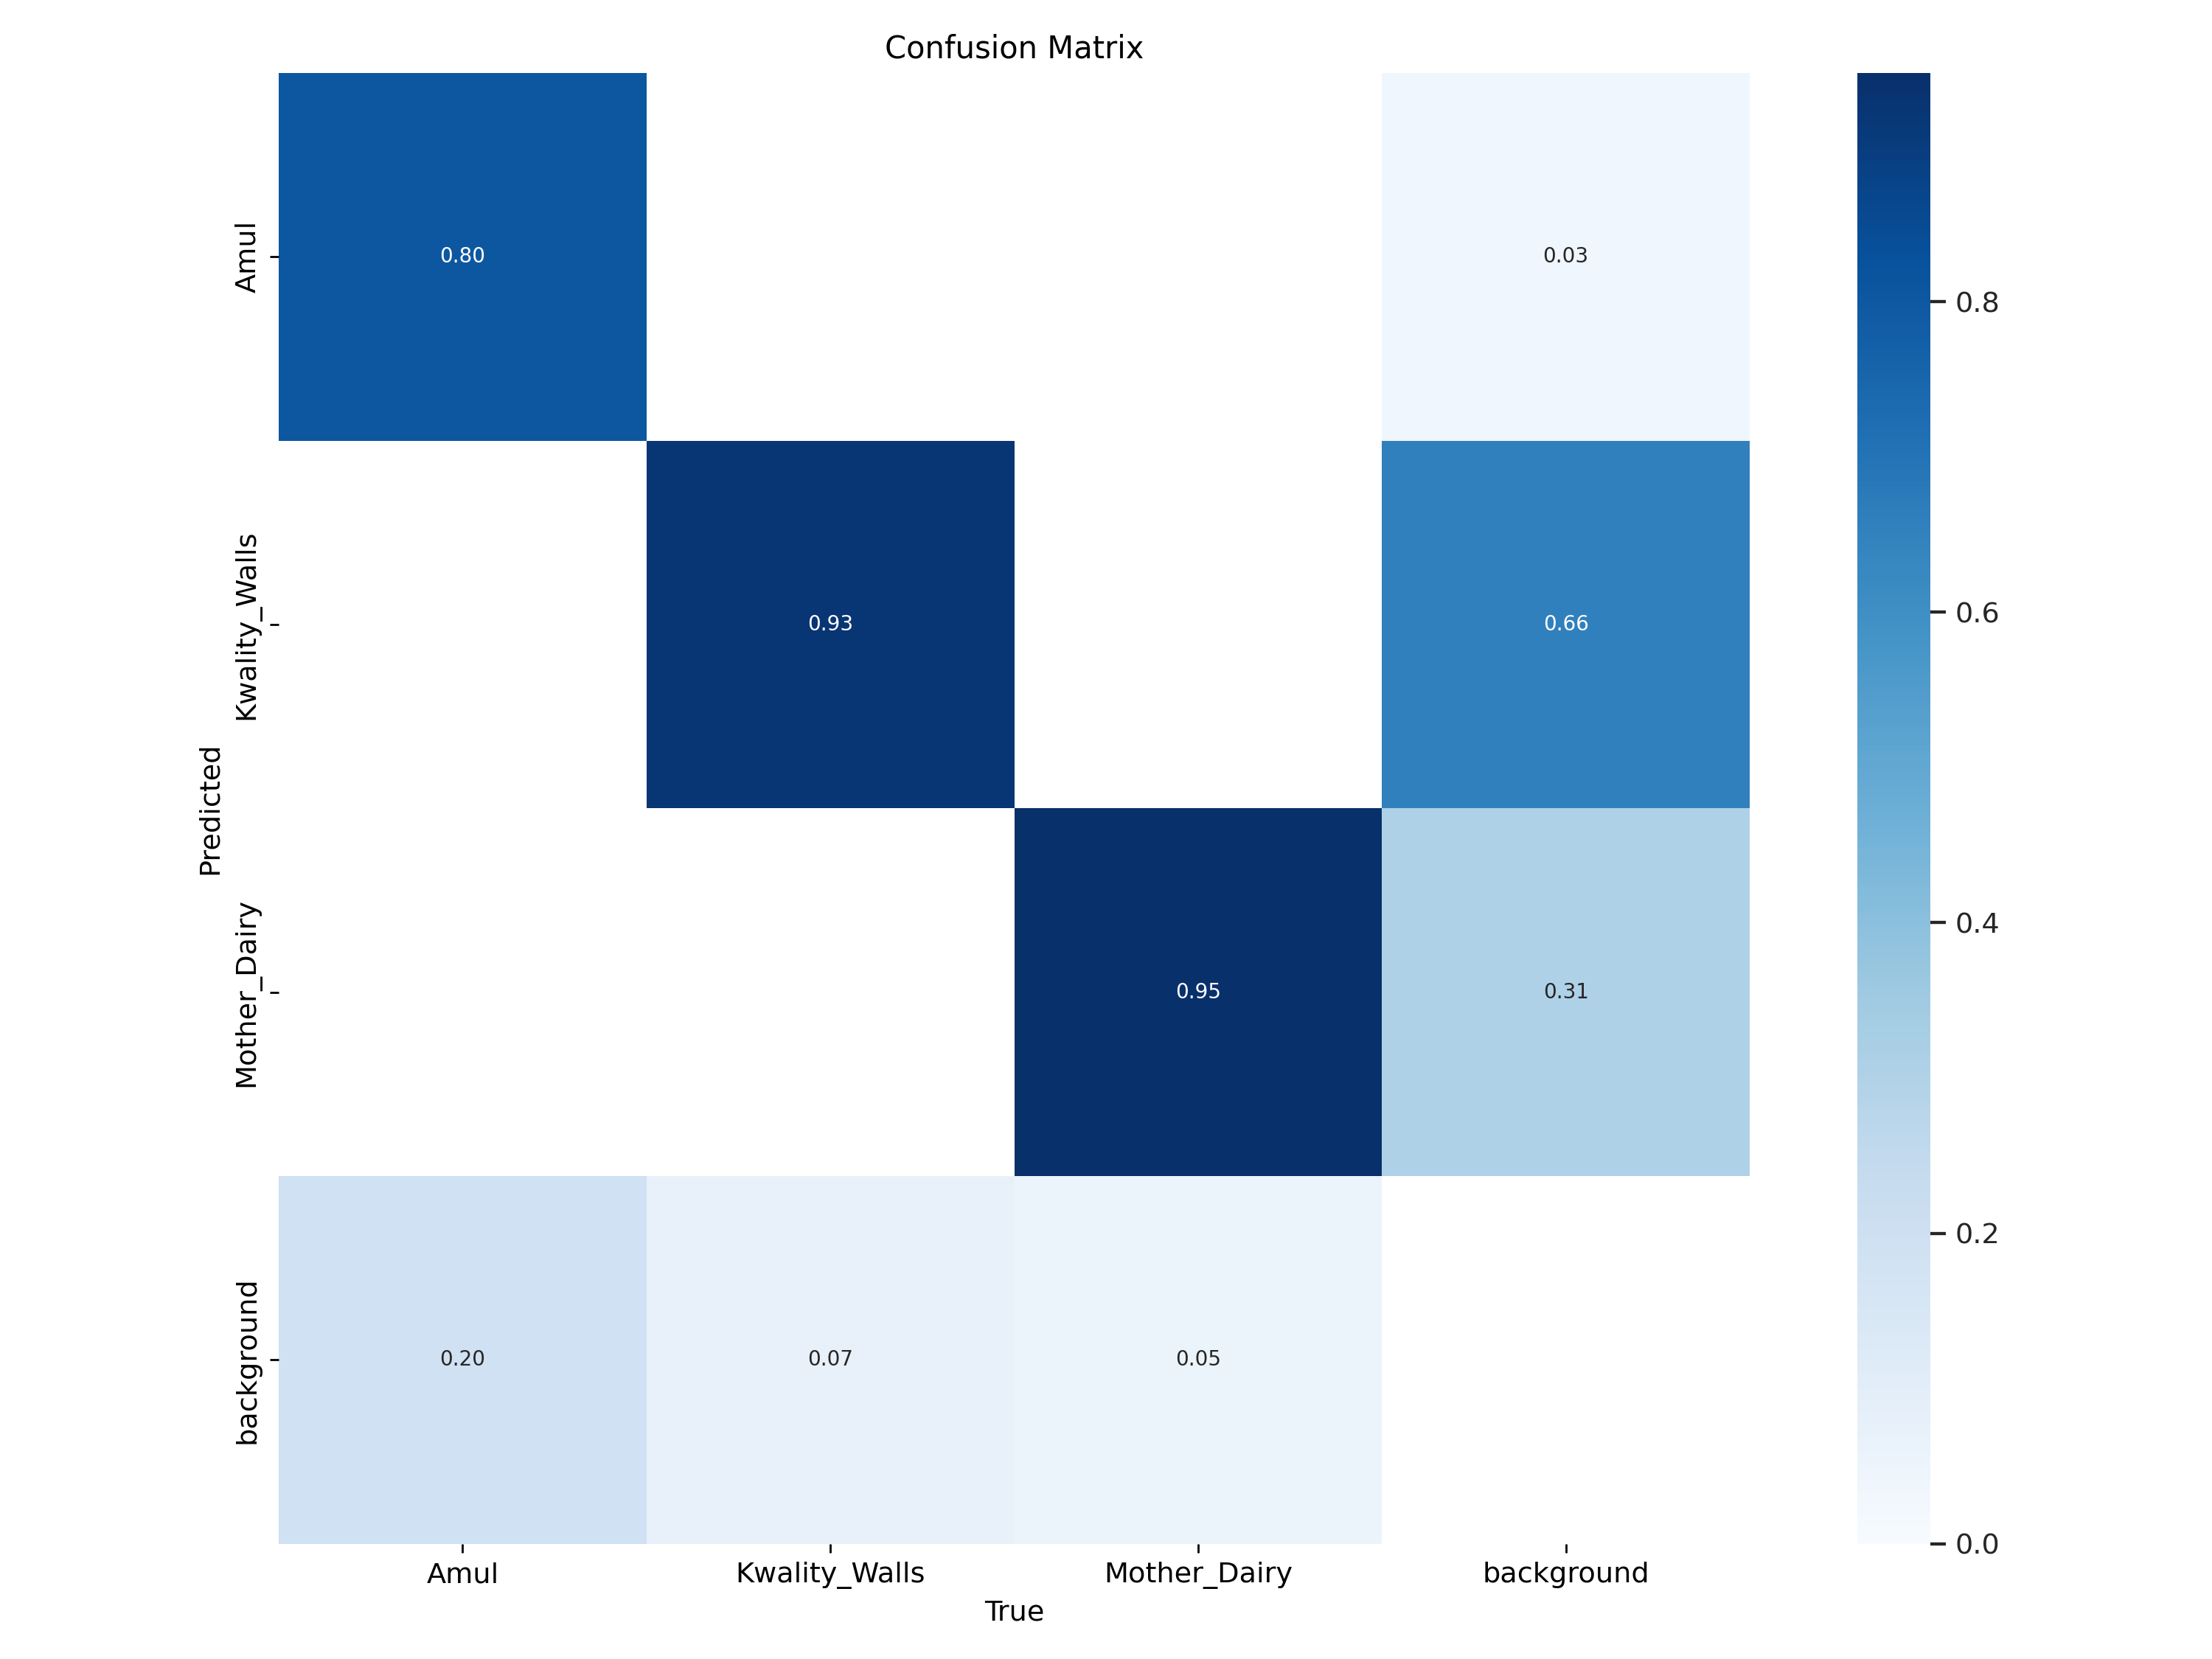 Confusion Matrix
Amul
0.80
0.03
0.8
Kwality_Walls
0.93
0.66
0.6
Predicted
Mother_Dairy
0.95
0.31
0.4
background
0.20
0.07
0.05
0.2
0.0
Amul
Kwality_Walls
Mother_Dairy
background
True